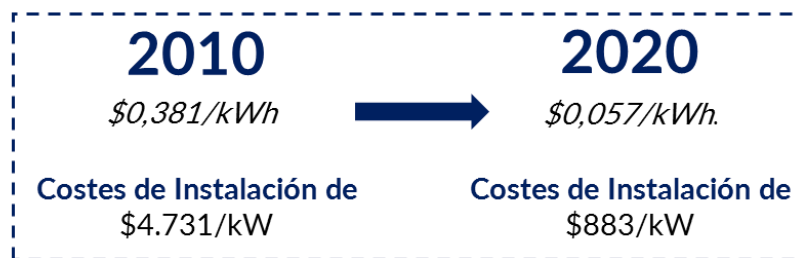 2010
$0,381/kWh
Costes de Instalación de
$4.731/kW
2020
$0,057/kWh.
Costes de Instalación de
$883/kW